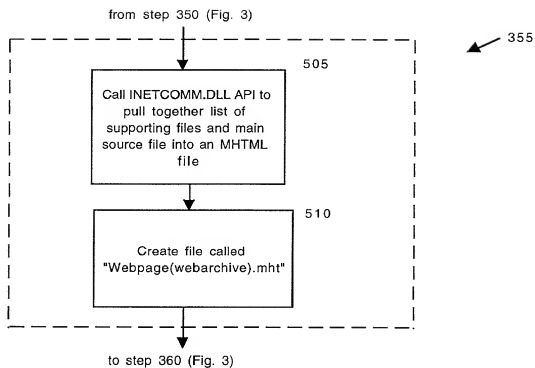 from step 350 (Fig. 3)
355
505
Call INETCOMM.DLL API to
pull together list of
supporting files and main
source file into an MHTML
file
510
Create file called
"Webpage(webarchive).mht"
to step 360 (Fig. 3)